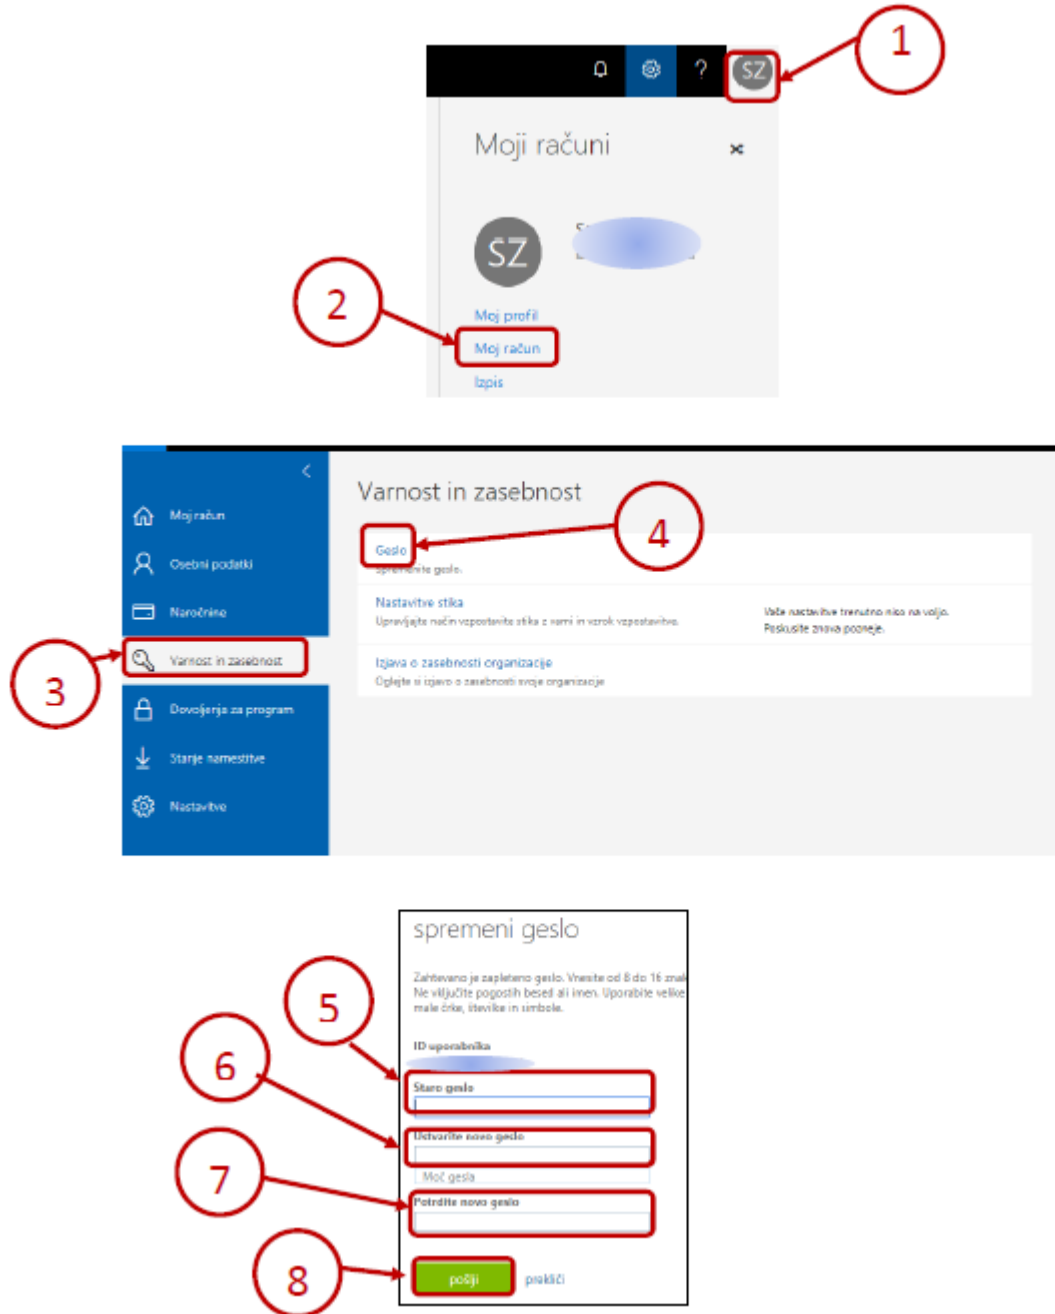 1
?
SZ
Moji računi
SZ
2
Moj profil
Moj račun
Izpis
Varnost in zasebnost
4
Moj račun
Geslo
Spremenite geslo.
Osebni podatki
Nastavitve stika
Upravljajte način vzpostavite stika z vami in vzrok vzpostavitve.
Vaše nastavitve trenutno niso na voljo.
Poskusite znova pozneje.
Naročnine
3
Varnost in zasebnost
Izjava o zasebnosti organizacije
Oglejte si izjavo o zasebnosti svoje organizacije
Dovoljenja za program
Stanje namestitve
Nastavitve
spremeni geslo
Zahtevano je zapleteno geslo. Vnesite od 8 do 16 znak
Ne vključite pogostih besed ali imen. Uporabite velike
male črke, številke in simbole.
5
ID uporabnika
6
Staro geslo
Ustvarite novo geslo
7
Moč gesla
Potrdite novo geslo
8
pošlji
prekliči